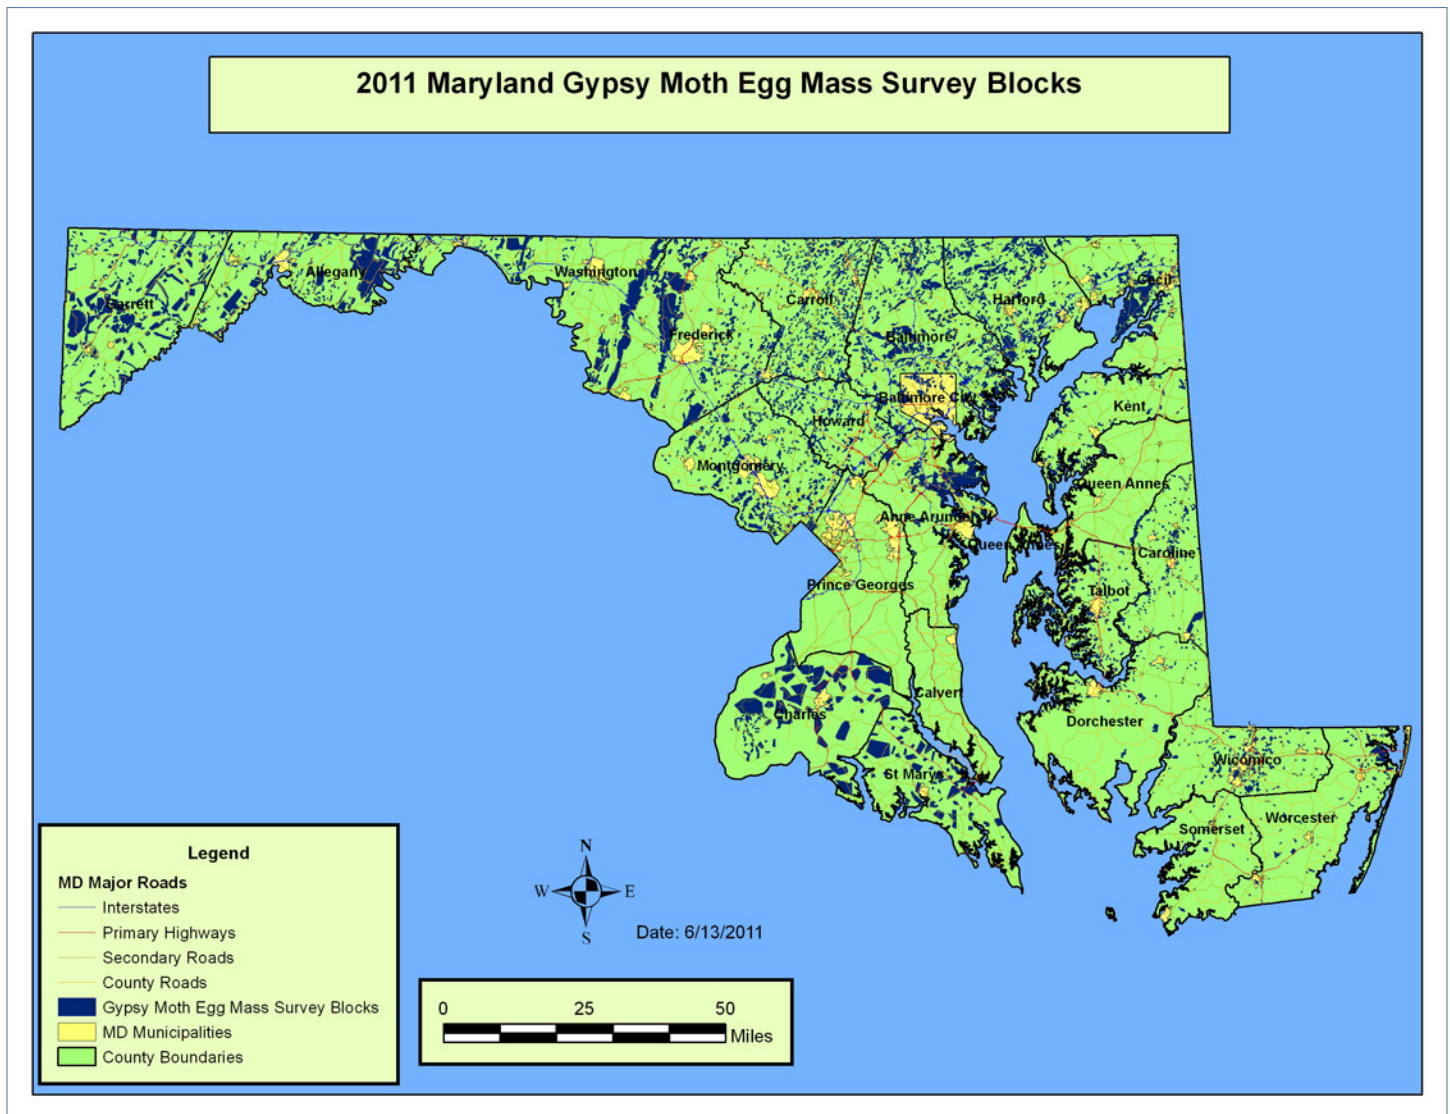 2011 Maryland Gypsy Moth Egg Mass Survey Blocks
Garrett
Allegany
Washington
Frederick
Carroll
Baltimore
Harford
Cecil
Baltimore City
Howard
Montgomery
Kent
Queen Annes
Anne Arundel
Queen Annes
Caroline
Talbot
Prince Georges
Calvert
Charles
St Marys
Dorchester
Wicomico
Somerset
Worcester
Legend
MD Major Roads
Interstates
Primary Highways
Secondary Roads
County Roads
Gypsy Moth Egg Mass Survey Blocks
MD Municipalities
County Boundaries
N
W E
S
Date: 6/13/2011
0 25 50
Miles